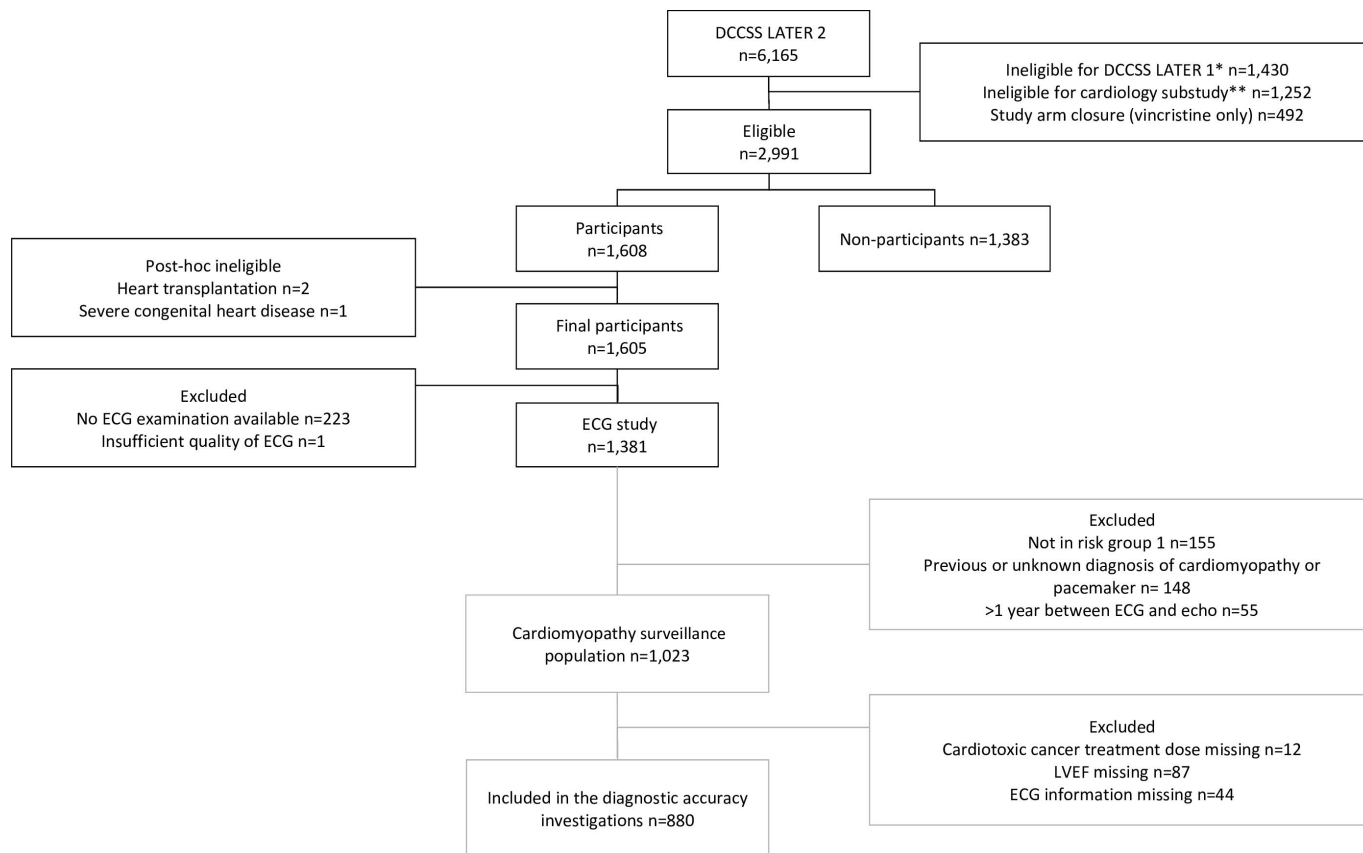 DCCSS LATER 2
n=6,165
Ineligible for DCCSS LATER 1* n=1,430
Ineligible for cardiology substudy** n=1,252
Study arm closure (vincristine only) n=492
Eligible
n=2,991
Participants
n=1,608
Non-participants n=1,383
Post-hoc ineligible
Heart transplantation n=2
Severe congenital heart disease n=1
Final participants
n=1,605
Excluded
No ECG examination available n=223
Insufficient quality of ECG n=1
ECG study
n=1,381
Excluded
Not in risk group 1 n=155
Previous or unknown diagnosis of cardiomyopathy or
pacemaker n= 148
>1 year between ECG and echo n=55
Cardiomyopathy surveillance
population n=1,023
Excluded
Cardiotoxic cancer treatment dose missing n=12
LVEF missing n=87
ECG information missing n=44
Included in the diagnostic accuracy
investigations n=880